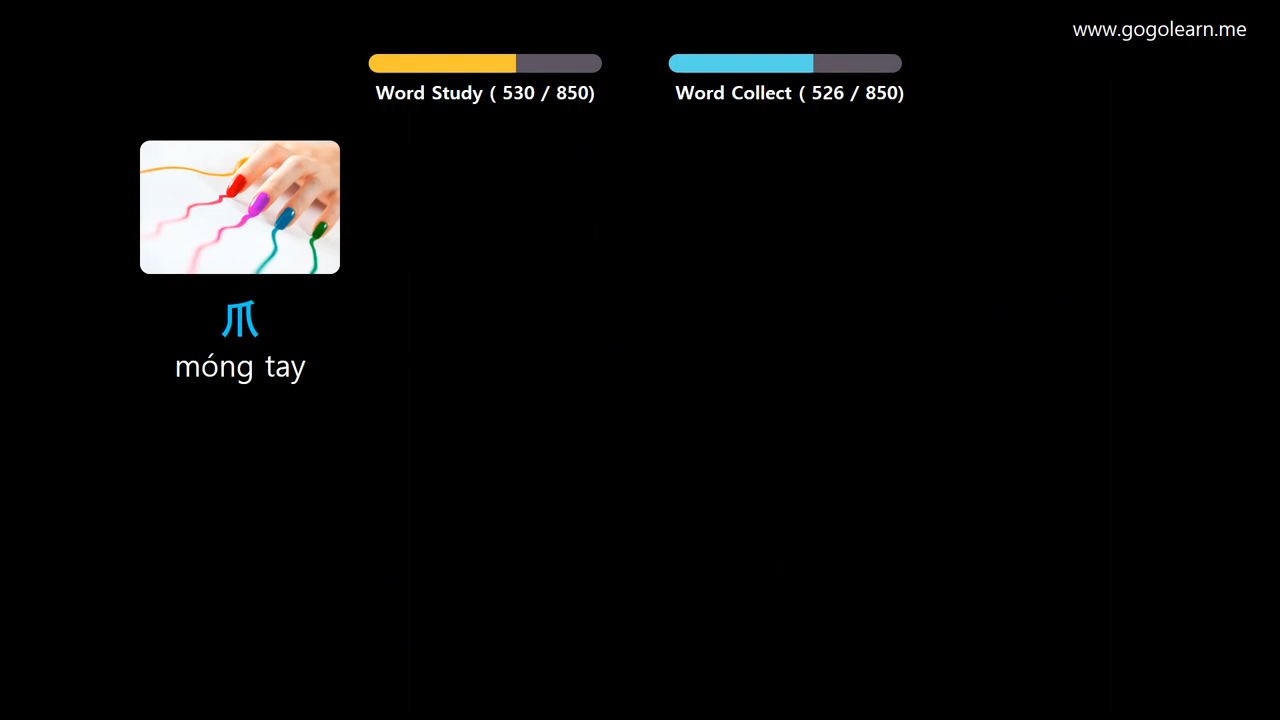 www.gogolearn.me
Word Study ( 530 / 850)
Word Collect ( 526 / 850)
爪
móng tay